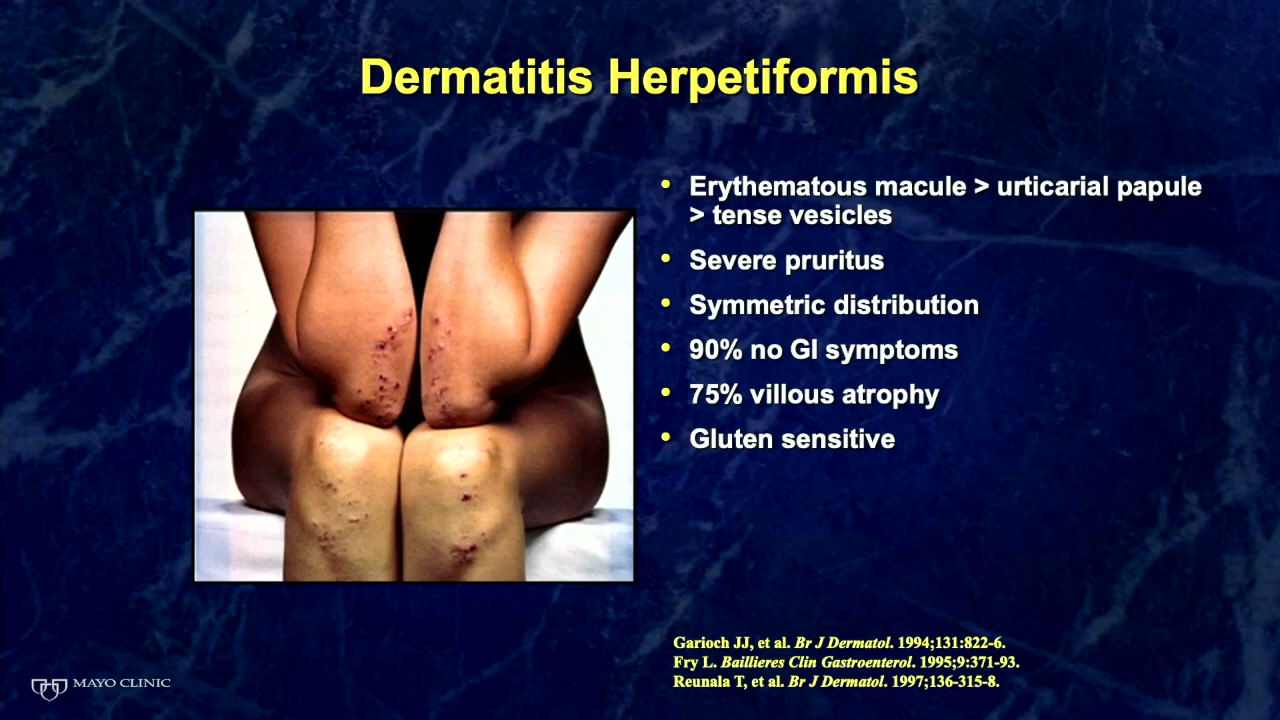 Dermatitis Herpetiformis
• Erythematous macule > urticarial papule
> tense vesicles
• Severe pruritus
• Symmetric distribution
• 90% no GI symptoms
• 75% villous atrophy
• Gluten sensitive
Garioch JJ, et al. Br J Dermatol. 1994;131:822-6.
Fry L. Baillieres Clin Gastroenterol. 1995;9:371-93.
Reunala T, et al. Br J Dermatol. 1997;136-315-8.
MAYO CLINIC